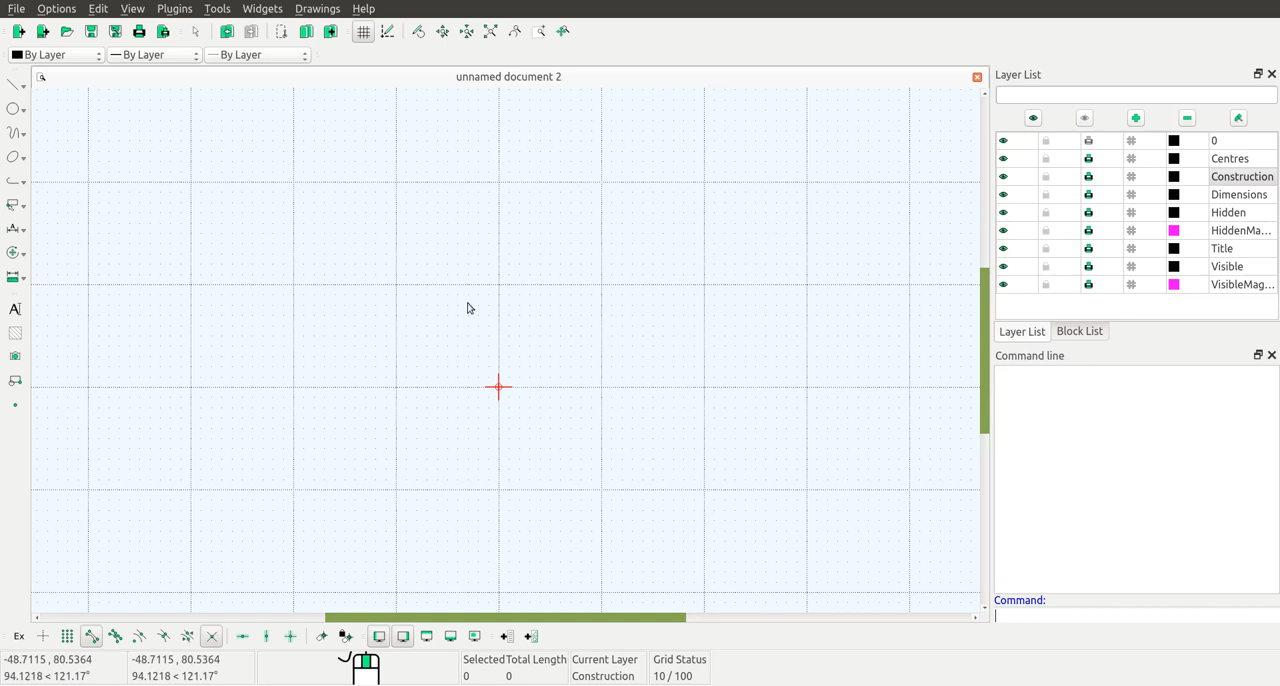 File Options Edit View Plugins Tools Widgets Drawings Help
By Layer By Layer By Layer
unnamed document 2
Layer List
0
Centres
Construction
Dimensions
Hidden
HiddenMa...
Title
Visible
VisibleMag...
Layer List Block List
Command line
Command:
A
Ex
-48.7115 , 80.5364 -48.7115 , 80.5364 Selected Total Length Current Layer Grid Status
94.1218 < 121.17° 94.1218 < 121.17° 0 0 Construction 10 / 100